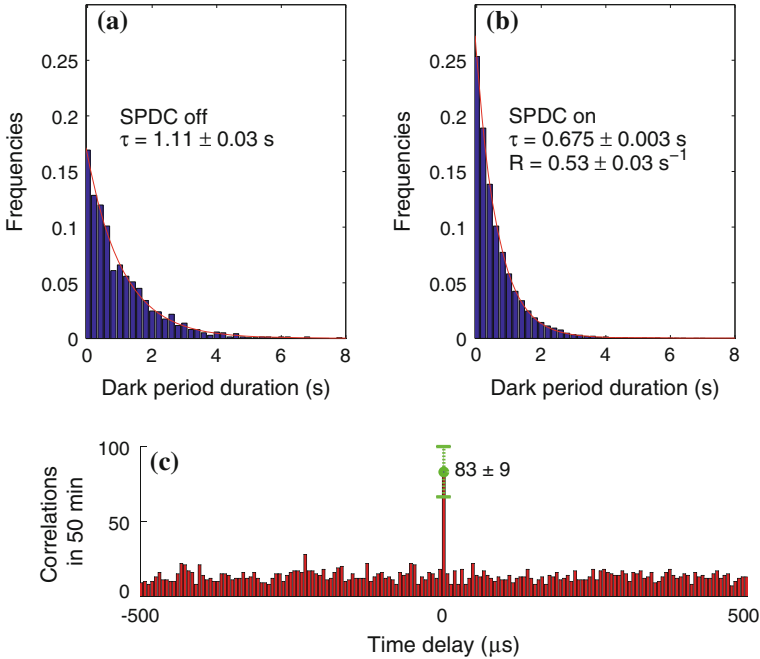 (a)
Frequencies
0.25
0.2
0.15
0.1
0.05
0
SPDC off
τ = 1.11 ± 0.03 s
0 2 4 6 8
Dark period duration (s)
(b)
Frequencies
0.25
0.2
0.15
0.1
0.05
0
SPDC on
τ = 0.675 ± 0.003 s
R = 0.53 ± 0.03 s⁻¹
0 2 4 6 8
Dark period duration (s)
(c)
Correlations
in 50 min
100
50
0
83 ± 9
-500 0 500
Time delay (μs)